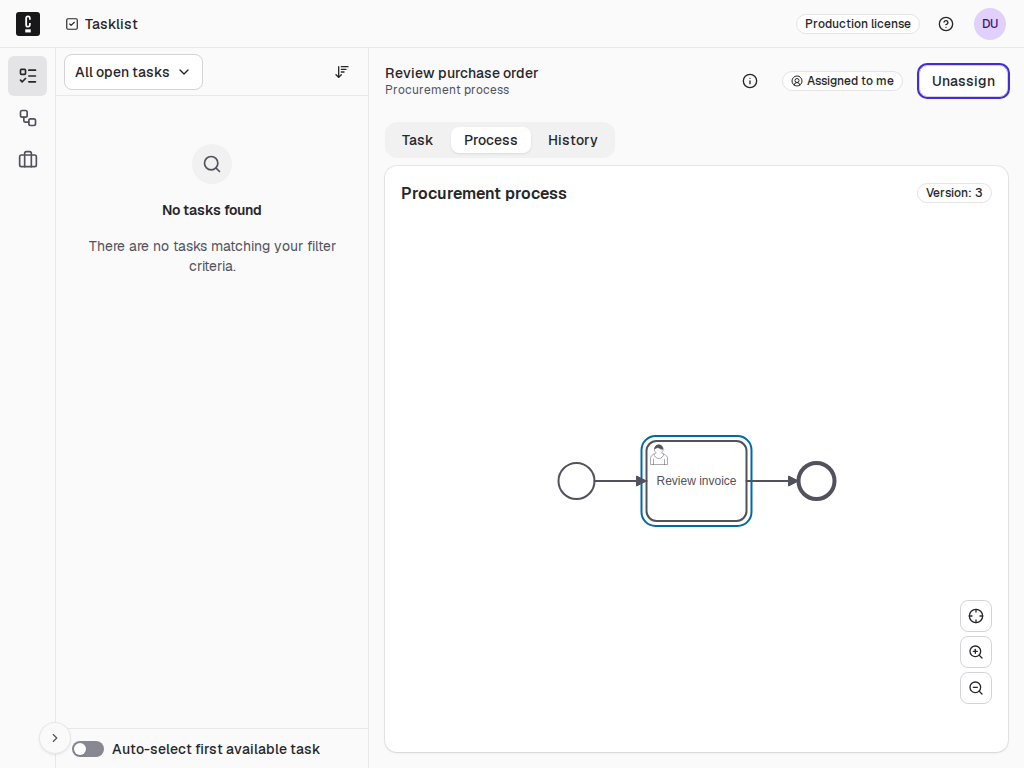 Tasklist
Production license
DU
All open tasks
No tasks found
There are no tasks matching your filter
criteria.
Auto-select first available task
Review purchase order
Procurement process
Assigned to me
Unassign
Task
Process
History
Procurement process
Version: 3
Review invoice